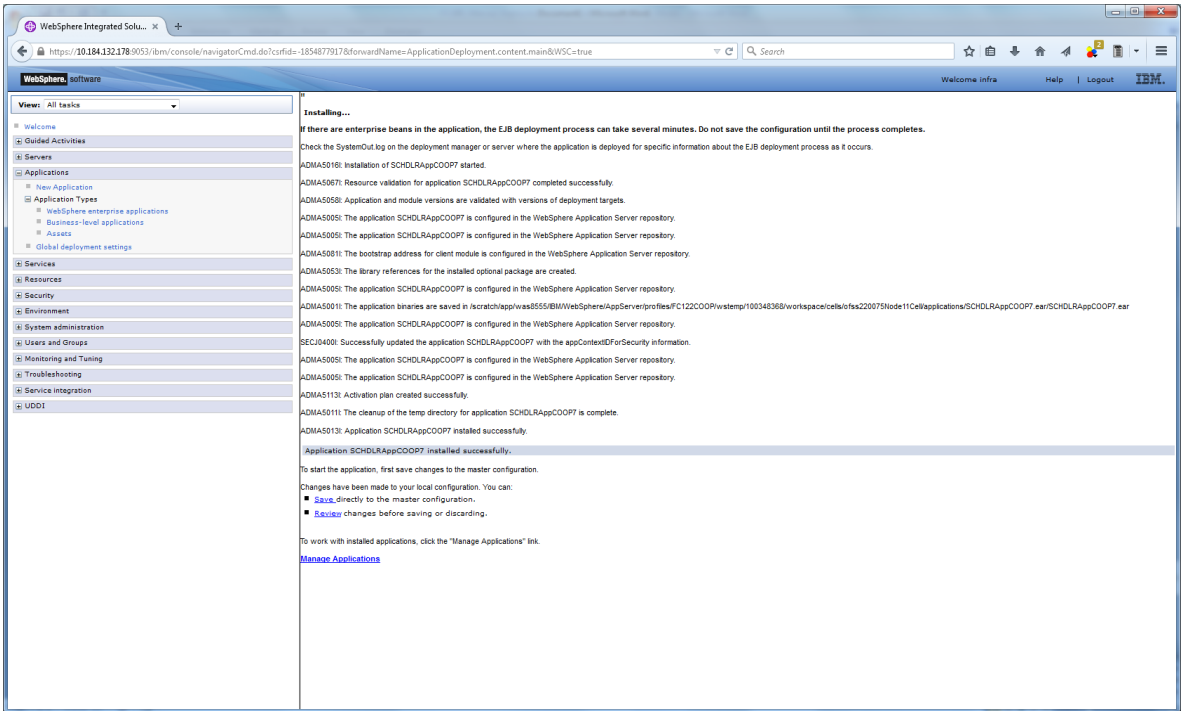 WebSphere Integrated Solu... × +
https://10.184.132.178:9053/ibm/console/navigatorCmd.do?csrfid=-1854877917&forwardName=ApplicationDeployment.content.main&WSC=true
Search
2
WebSphere. software
Welcome infra
Help | Logout
IBM.
View: All tasks
Welcome
Guided Activities
Servers
Applications
New Application
Application Types
WebSphere enterprise applications
Business-level applications
Assets
Global deployment settings
Services
Resources
Security
Environment
System administration
Users and Groups
Monitoring and Tuning
Troubleshooting
Service integration
UDDI
"
Installing...
If there are enterprise beans in the application, the EJB deployment process can take several minutes. Do not save the configuration until the process completes.
Check the SystemOut.log on the deployment manager or server where the application is deployed for specific information about the EJB deployment process as it occurs.
ADMA5016I: Installation of SCHDLRAppCOOP7 started.
ADMA5067I: Resource validation for application SCHDLRAppCOOP7 completed successfully.
ADMA5058I: Application and module versions are validated with versions of deployment targets.
ADMA5005I: The application SCHDLRAppCOOP7 is configured in the WebSphere Application Server repository.
ADMA5005I: The application SCHDLRAppCOOP7 is configured in the WebSphere Application Server repository.
ADMA5081I: The bootstrap address for client module is configured in the WebSphere Application Server repository.
ADMA5053I: The library references for the installed optional package are created.
ADMA5005I: The application SCHDLRAppCOOP7 is configured in the WebSphere Application Server repository.
ADMA5001I: The application binaries are saved in /scratch/app/was8555/IBM/WebSphere/AppServer/profiles/FC122COOP/wstemp/100348368/workspace/cells/ofss220075Node11Cell/applications/SCHDLRAppCOOP7.ear/SCHDLRAppCOOP7.ear
ADMA5005I: The application SCHDLRAppCOOP7 is configured in the WebSphere Application Server repository.
SECJ0400I: Successfully updated the application SCHDLRAppCOOP7 with the appContextIDForSecurity information.
ADMA5005I: The application SCHDLRAppCOOP7 is configured in the WebSphere Application Server repository.
ADMA5005I: The application SCHDLRAppCOOP7 is configured in the WebSphere Application Server repository.
ADMA5113I: Activation plan created successfully.
ADMA5011I: The cleanup of the temp directory for application SCHDLRAppCOOP7 is complete.
ADMA5013I: Application SCHDLRAppCOOP7 installed successfully.
Application SCHDLRAppCOOP7 installed successfully.
To start the application, first save changes to the master configuration.
Changes have been made to your local configuration. You can:
Save directly to the master configuration.
Review changes before saving or discarding.
To work with installed applications, click the "Manage Applications" link.
Manage Applications